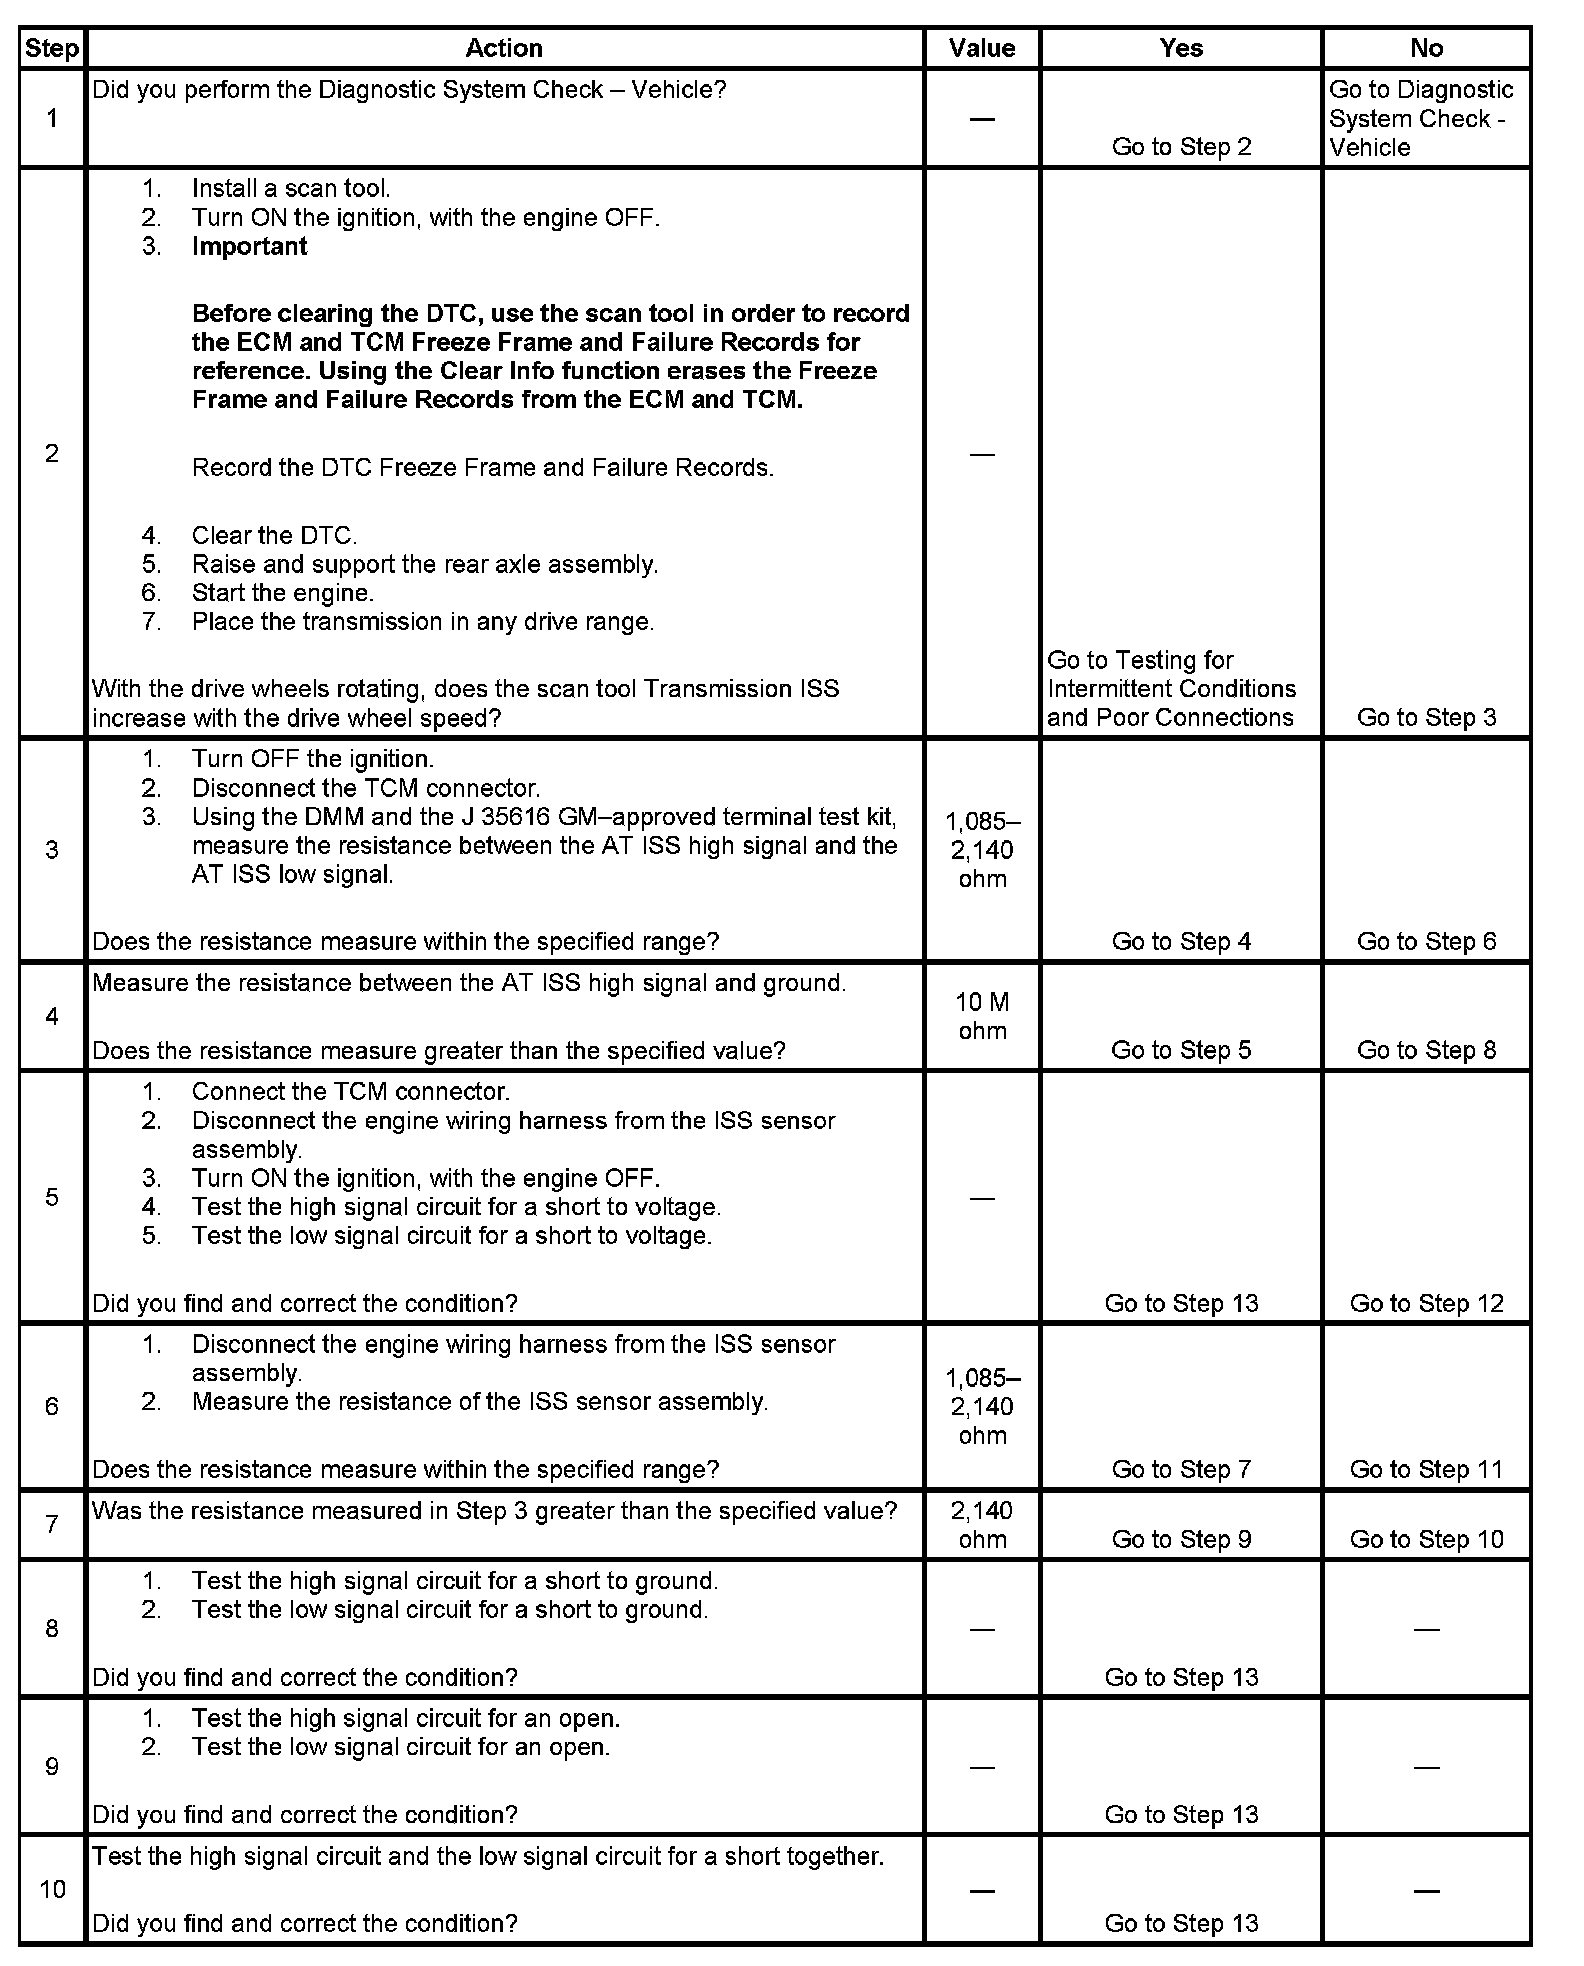 Step Action Value Yes No
1
Did you perform the Diagnostic System Check – Vehicle?
—
Go to Step 2
Go to Diagnostic
System Check -
Vehicle
2
1. Install a scan tool.
2. Turn ON the ignition, with the engine OFF.
3. Important
Before clearing the DTC, use the scan tool in order to record
the ECM and TCM Freeze Frame and Failure Records for
reference. Using the Clear Info function erases the Freeze
Frame and Failure Records from the ECM and TCM.
Record the DTC Freeze Frame and Failure Records.
4. Clear the DTC.
5. Raise and support the rear axle assembly.
6. Start the engine.
7. Place the transmission in any drive range.
With the drive wheels rotating, does the scan tool Transmission ISS
increase with the drive wheel speed?
—
Go to Testing for
Intermittent Conditions
and Poor Connections
Go to Step 3
3
1. Turn OFF the ignition.
2. Disconnect the TCM connector.
3. Using the DMM and the J 35616 GM–approved terminal test kit,
measure the resistance between the AT ISS high signal and the
AT ISS low signal.
Does the resistance measure within the specified range?
1,085–
2,140
ohm
Go to Step 4
Go to Step 6
4
Measure the resistance between the AT ISS high signal and ground.
Does the resistance measure greater than the specified value?
10 M
ohm
Go to Step 5
Go to Step 8
5
1. Connect the TCM connector.
2. Disconnect the engine wiring harness from the ISS sensor
assembly.
3. Turn ON the ignition, with the engine OFF.
4. Test the high signal circuit for a short to voltage.
5. Test the low signal circuit for a short to voltage.
Did you find and correct the condition?
—
Go to Step 13
Go to Step 12
6
1. Disconnect the engine wiring harness from the ISS sensor
assembly.
2. Measure the resistance of the ISS sensor assembly.
Does the resistance measure within the specified range?
1,085–
2,140
ohm
Go to Step 7
Go to Step 11
7
Was the resistance measured in Step 3 greater than the specified value?
2,140
ohm
Go to Step 9
Go to Step 10
8
1. Test the high signal circuit for a short to ground.
2. Test the low signal circuit for a short to ground.
Did you find and correct the condition?
—
Go to Step 13
—
9
1. Test the high signal circuit for an open.
2. Test the low signal circuit for an open.
Did you find and correct the condition?
—
Go to Step 13
—
10
Test the high signal circuit and the low signal circuit for a short together.
Did you find and correct the condition?
—
Go to Step 13
—